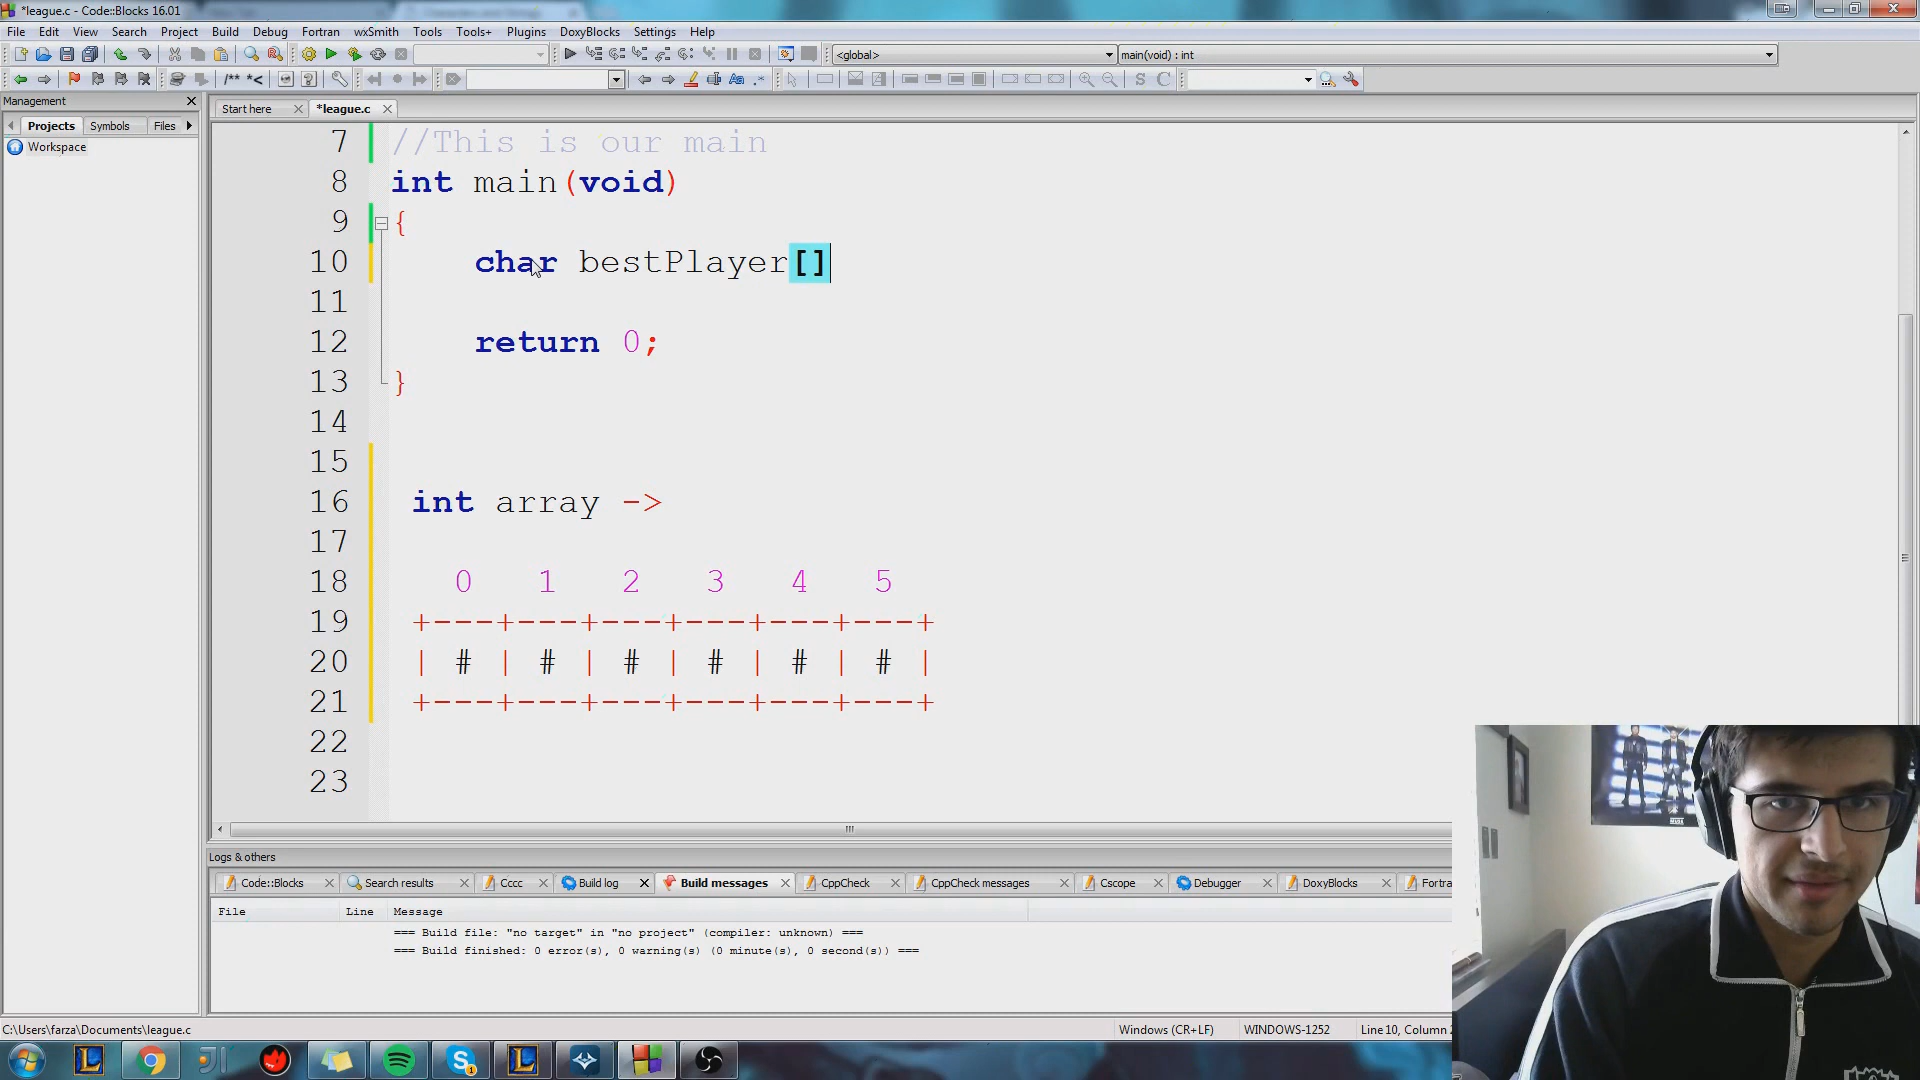 *league.c - Code::Blocks 16.01
File Edit View Search Project Build Debug Fortran wxSmith Tools Tools+ Plugins DoxyBlocks Settings Help
<global> main(void) : int
/** *< Aa .* S C
Management
Start here *league.c
Projects Symbols Files
Workspace
7 //This is our main
8 int main(void)
9 {
10 char bestPlayer[]
11
12 return 0;
13 }
14
15
16 int array ->
17
18 0 1 2 3 4 5
19 +---+---+---+---+---+---+
20 | # | # | # | # | # | # |
21 +---+---+---+---+---+---+
22
23
Logs & others
Code::Blocks Search results Cccc Build log Build messages CppCheck CppCheck messages Cscope Debugger DoxyBlocks Fortra
File Line Message
=== Build file: "no target" in "no project" (compiler: unknown) ===
=== Build finished: 0 error(s), 0 warning(s) (0 minute(s), 0 second(s)) ===
C:\Users\farza\Documents\league.c Windows (CR+LF) WINDOWS-1252 Line 10, Column